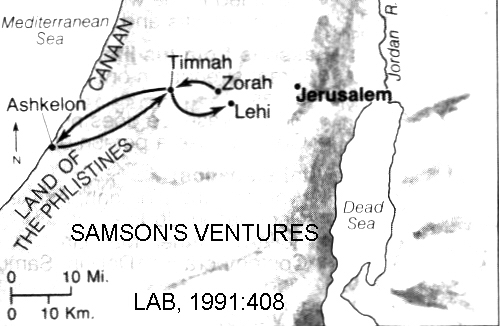 Mediterranean
Sea
CANAAN
Jordan R.
Timnah
Zorah
Lehi
Jerusalem
Ashkelon
N
LAND OF
THE PHILISTINES
Dead
Sea
SAMSON'S VENTURES
0 10 Mi.
0 10 Km.
LAB, 1991:408